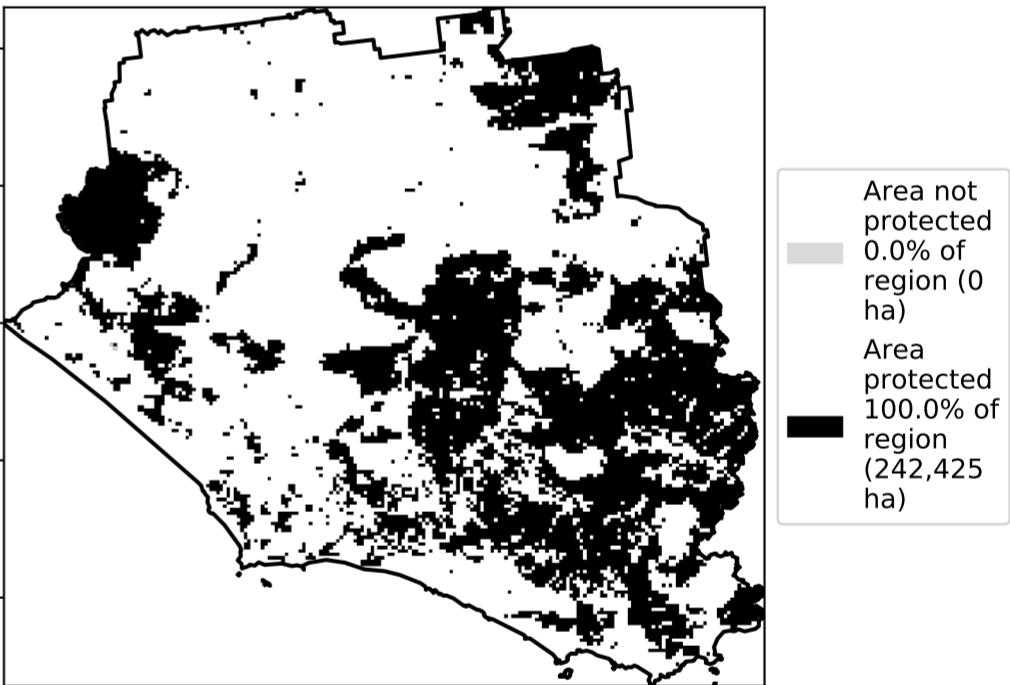 Area not
protected
0.0% of
region (0
ha)
Area
protected
100.0% of
region
(242,425
ha)